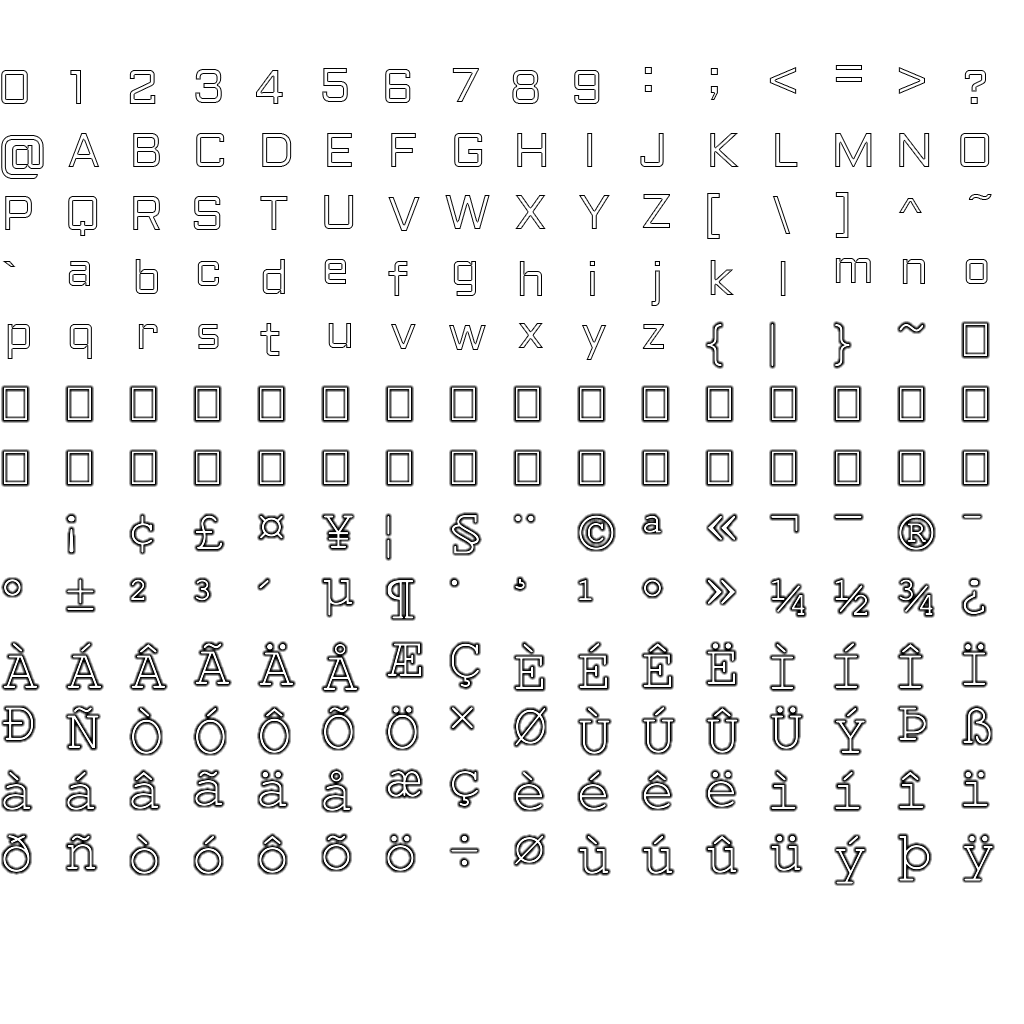 0 1 2 3 4 5 6 7 8 9 : ; < = > ?
@ A B C D E F G H I J K L M N O
P Q R S T U V W X Y Z [ \ ] ^ ~
` a b c d e f g h i j k l m n o
p q r s t u v w x y z { | } ~ ▯
▯ ▯ ▯ ▯ ▯ ▯ ▯ ▯ ▯ ▯ ▯ ▯ ▯ ▯ ▯ ▯
▯ ▯ ▯ ▯ ▯ ▯ ▯ ▯ ▯ ▯ ▯ ▯ ▯ ▯ ▯ ▯
¡ ¢ £ ¤ ¥ ¦ § ¨ © ª « ¬ – ® ¯
° ± ² ³ ´ µ ¶ · ¸ ¹ º » ¼ ½ ¾ ¿
À Á Â Ã Ä Å Æ Ç È É Ê Ë Ì Í Î Ï
Ð Ñ Ò Ó Ô Õ Ö × Ø Ù Ú Û Ü Ý Þ ß
à á â ã ä å æ ç è é ê ë ì í î ï
ð ñ ò ó ô õ ö ÷ ø ù ú û ü ý þ ÿ